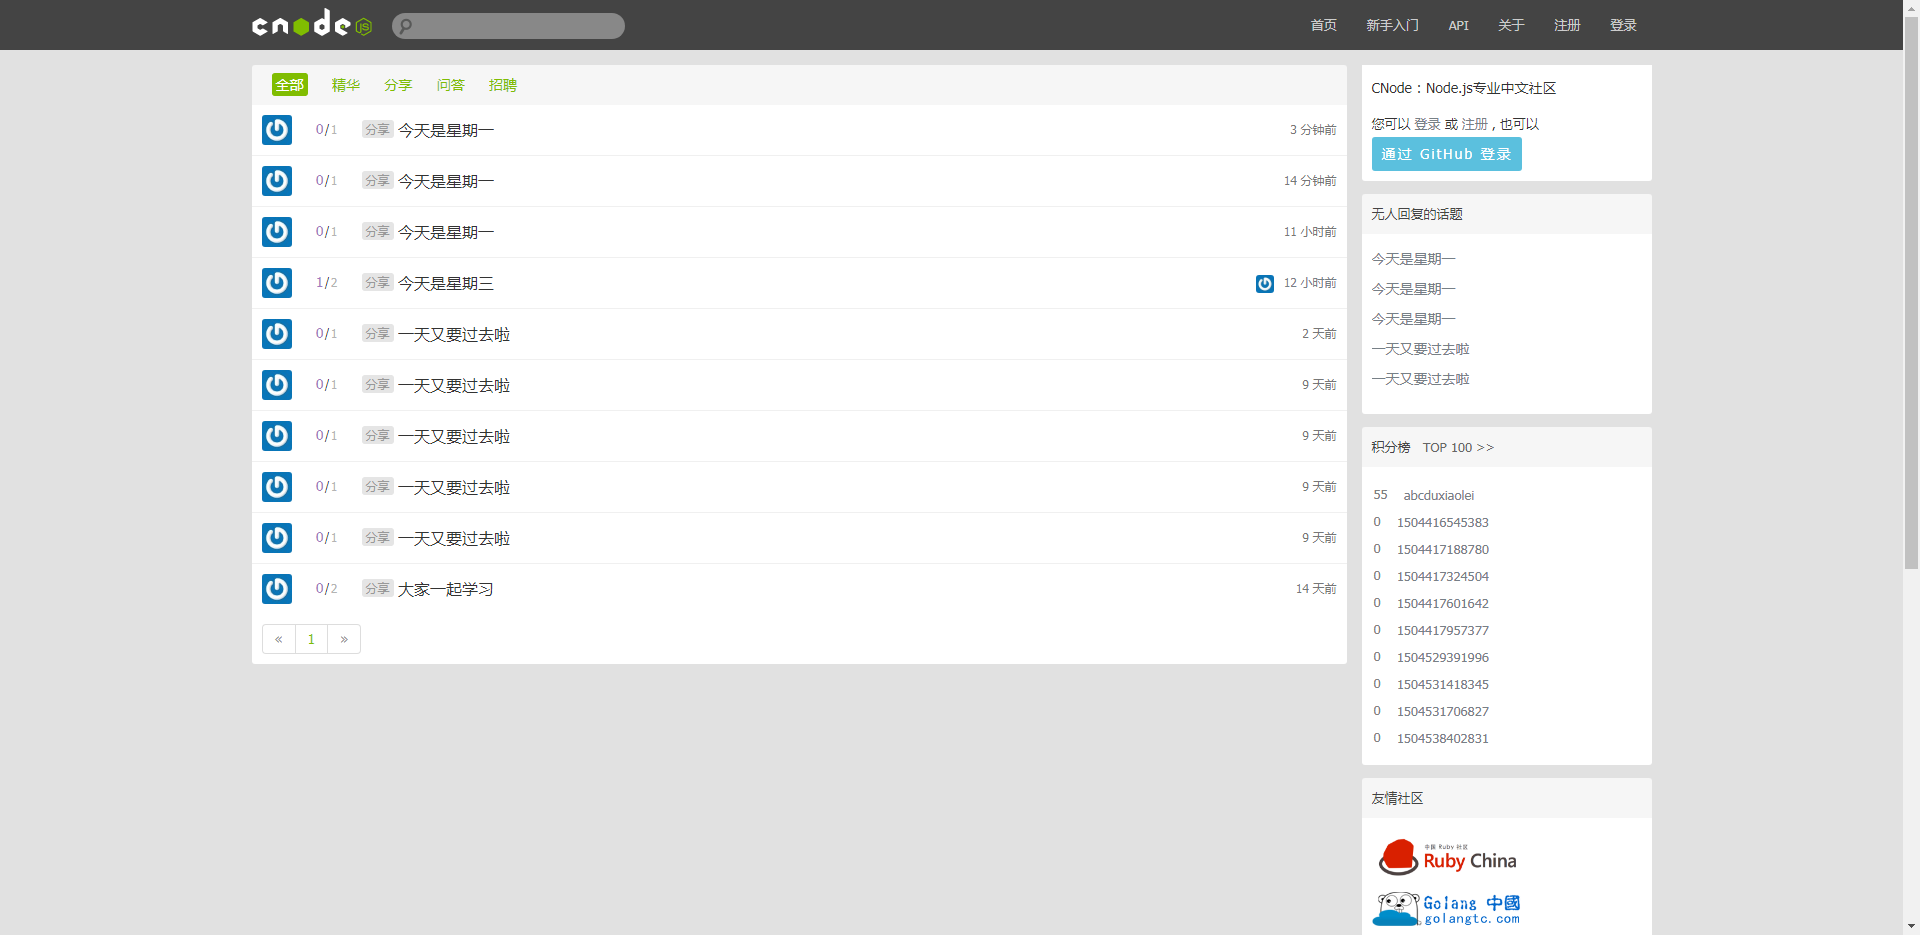 cnode js
首页 新手入门 API 关于 注册 登录
全部 精华 分享 问答 招聘
0/1 分享 今天是星期一 3 分钟前
0/1 分享 今天是星期一 14 分钟前
0/1 分享 今天是星期一 11 小时前
1/2 分享 今天是星期三 12 小时前
0/1 分享 一天又要过去啦 2 天前
0/1 分享 一天又要过去啦 9 天前
0/1 分享 一天又要过去啦 9 天前
0/1 分享 一天又要过去啦 9 天前
0/1 分享 一天又要过去啦 9 天前
0/2 分享 大家一起学习 14 天前
« 1 »
CNode：Node.js专业中文社区
您可以 登录 或 注册 , 也可以
通过 GitHub 登录
无人回复的话题
今天是星期一
今天是星期一
今天是星期一
一天又要过去啦
一天又要过去啦
积分榜 TOP 100 >>
55 abcduxiaolei
0 1504416545383
0 1504417188780
0 1504417324504
0 1504417601642
0 1504417957377
0 1504529391996
0 1504531418345
0 1504531706827
0 1504538402831
友情社区
中国 Ruby 社区
Ruby China
Golang 中國
golangtc.com